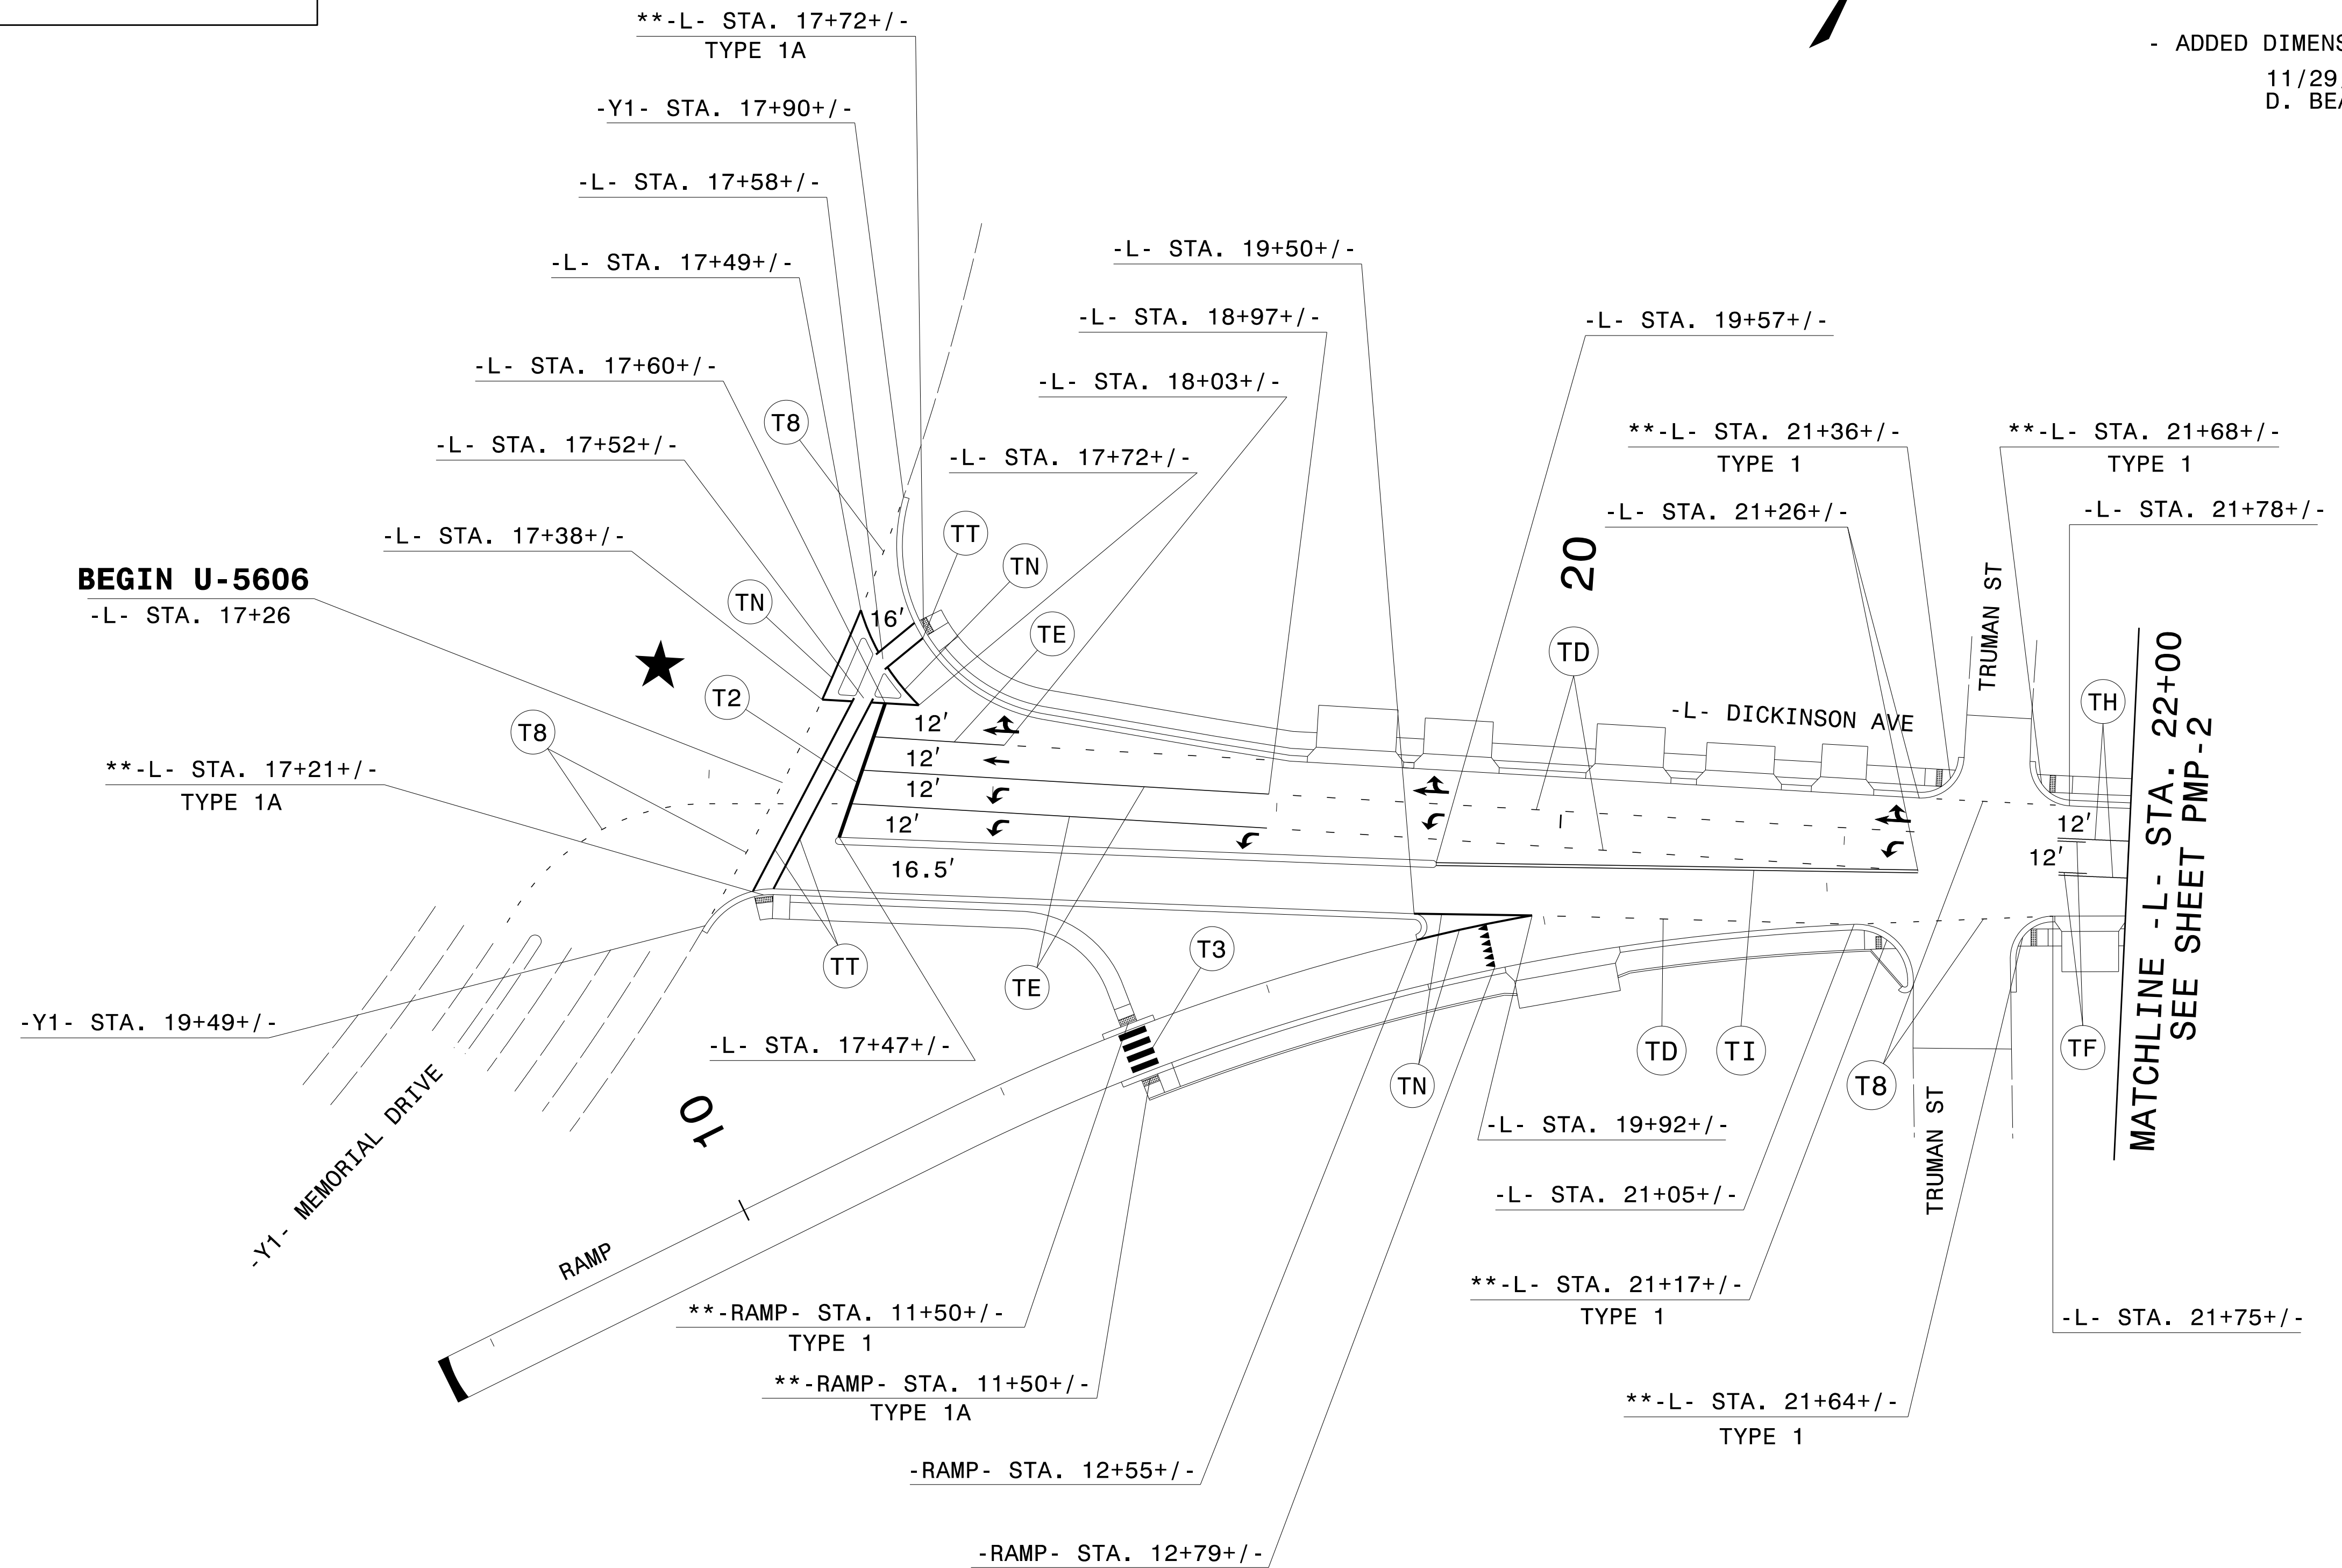 **-L- STA. 17+72+/-
TYPE 1A
- ADDED DIMENS
11/29
D. BEA
-Y1- STA. 17+90+/-
-L- STA. 17+58+/-
-L- STA. 17+49+/-
-L- STA. 19+50+/-
-L- STA. 18+97+/-
-L- STA. 19+57+/-
-L- STA. 17+60+/-
-L- STA. 18+03+/-
T8
-L- STA. 17+52+/-
-L- STA. 17+72+/-
**-L- STA. 21+36+/-
TYPE 1
**-L- STA. 21+68+/-
TYPE 1
-L- STA. 21+26+/-
-L- STA. 21+78+/-
-L- STA. 17+38+/-
TT
TN
20
BEGIN U-5606
-L- STA. 17+26
TN
16'
TE
TD
TRUMAN ST
T2
T8
12'
12'
12'
12'
16.5'
-L- DICKINSON AVE
TH
12'
12'
MATCHLINE -L- STA. 22+00
SEE SHEET PMP-2
**-L- STA. 17+21+/-
TYPE 1A
TT
TE
T3
-Y1- STA. 19+49+/-
-L- STA. 17+47+/-
TN
TD
TI
T8
TF
-Y1- MEMORIAL DRIVE
10
-L- STA. 19+92+/-
TRUMAN ST
-L- STA. 21+05+/-
RAMP
**-RAMP- STA. 11+50+/-
TYPE 1
**-L- STA. 21+17+/-
TYPE 1
-L- STA. 21+75+/-
**-RAMP- STA. 11+50+/-
TYPE 1A
**-L- STA. 21+64+/-
TYPE 1
-RAMP- STA. 12+55+/-
-RAMP- STA. 12+79+/-